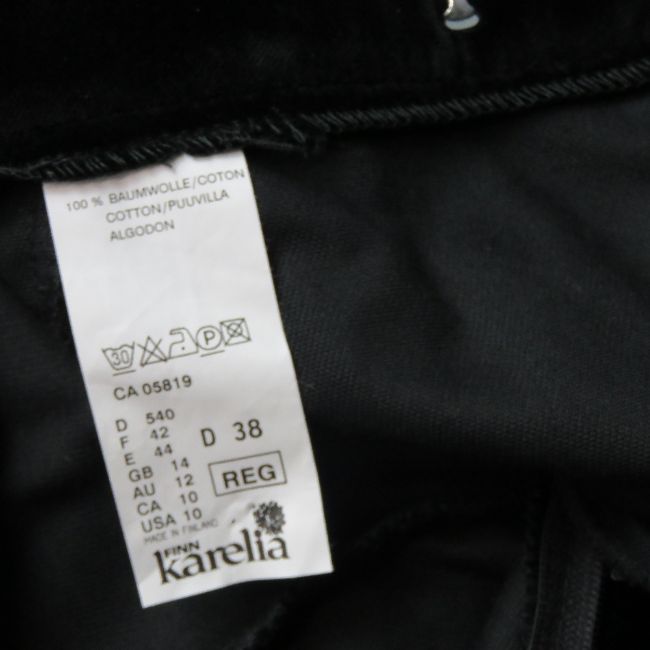 100 % BAUMWOLLE/COTON
COTTON/PUUVILLA
ALGODON
30 P
CA 05819
D 540
F 42
E 44
GB 14
AU 12
CA 10
USA 10
D 38
REG
MADE IN FINLAND
FINN
karelia